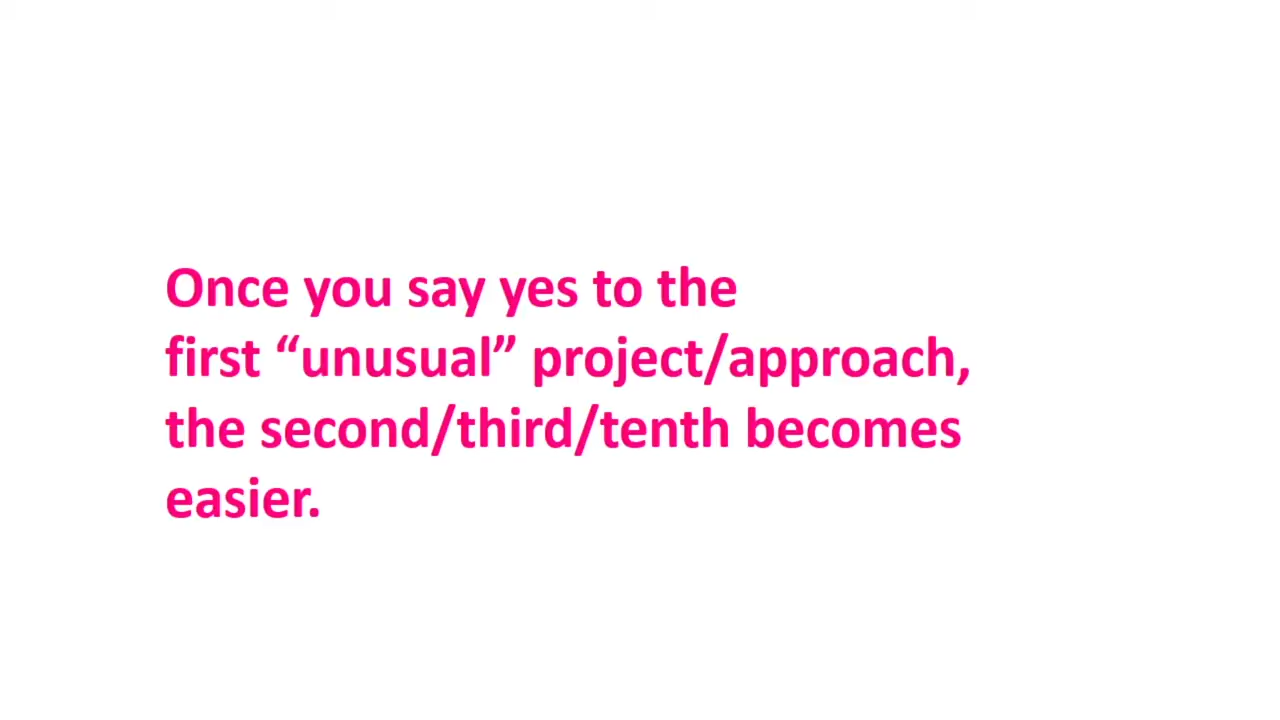 Once you say yes to the
first “unusual” project/approach,
the second/third/tenth becomes
easier.